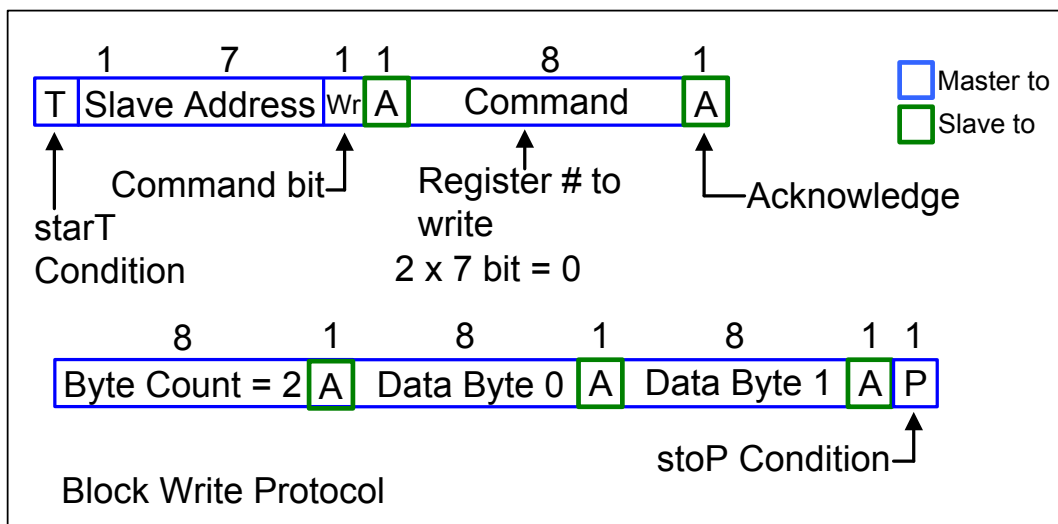 1 7 1 1 8 1
T Slave Address Wr A Command A
Master to
Slave to
Command bit
Register # to
write
2 x 7 bit = 0
Acknowledge
starT
Condition
8 1 8 1 8 1 1
Byte Count = 2 A Data Byte 0 A Data Byte 1 A P
stoP Condition
Block Write Protocol